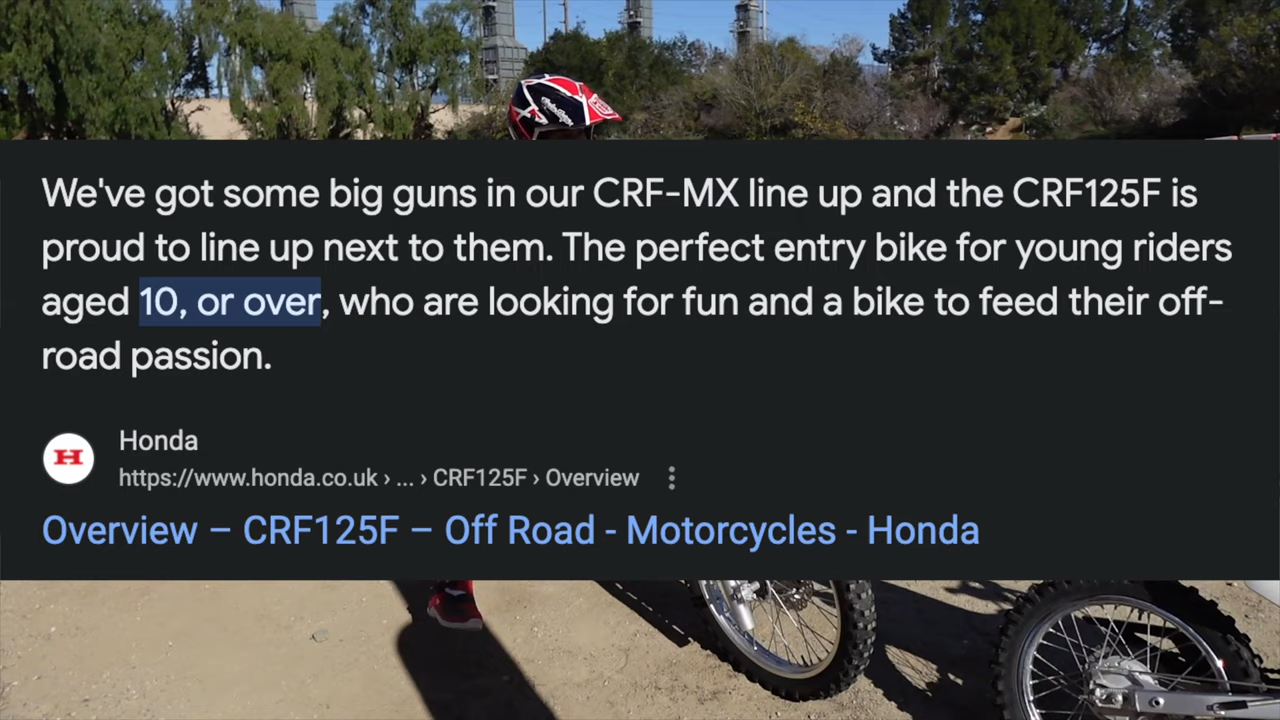 We've got some big guns in our CRF-MX line up and the CRF125F is
proud to line up next to them. The perfect entry bike for young riders
aged 10, or over, who are looking for fun and a bike to feed their off-
road passion.
H
Honda
https://www.honda.co.uk › ... › CRF125F › Overview
Overview – CRF125F – Off Road - Motorcycles - Honda